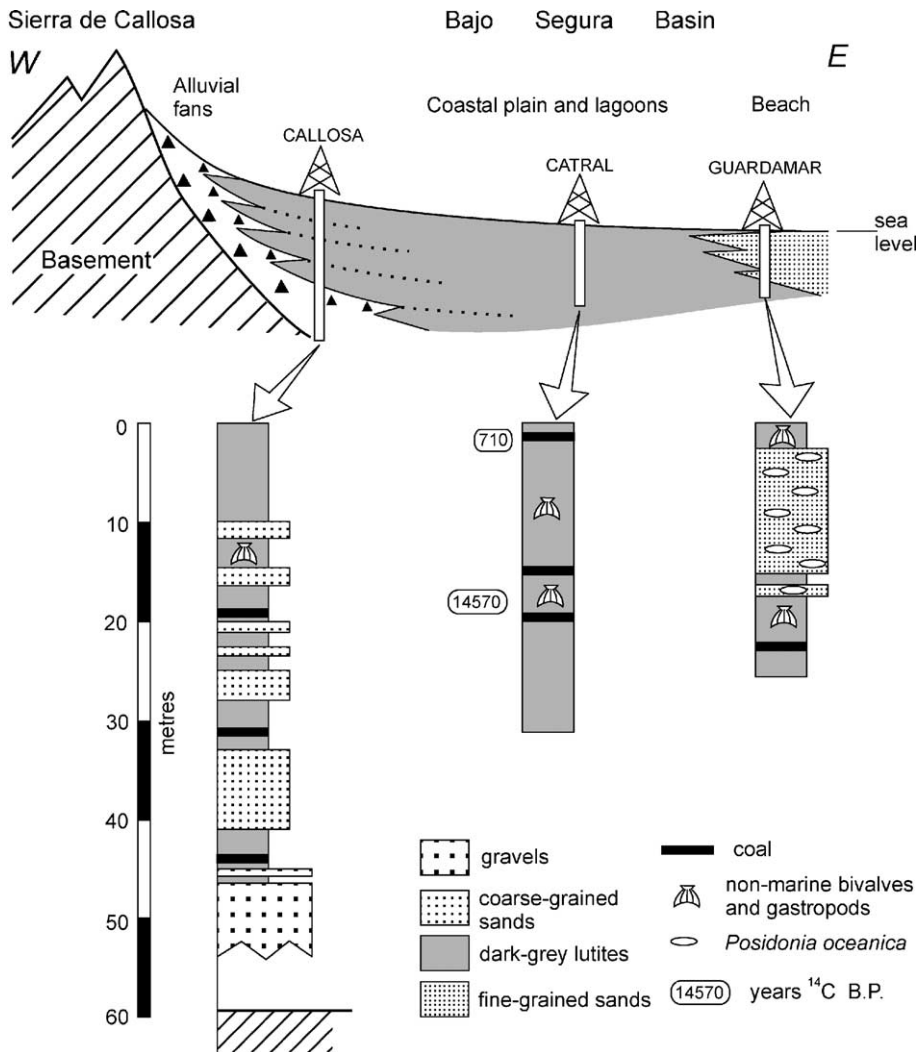 Sierra de Callosa
Bajo Segura Basin
W
E
Alluvial
fans
Coastal plain and lagoons
Beach
CALLOSA
CATRAL
GUARDAMAR
sea
level
Basement
0
10
20
30
40
50
60
metres
710
14570
gravels
coarse-grained
sands
dark-grey lutites
fine-grained sands
coal
non-marine bivalves
and gastropods
Posidonia oceanica
14570 years ¹⁴C B.P.